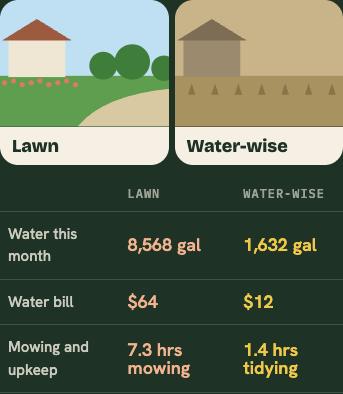 Lawn
Water-wise
LAWN WATER-WISE
Water this month 8,568 gal 1,632 gal
Water bill $64 $12
Mowing and upkeep 7.3 hrs mowing 1.4 hrs tidying